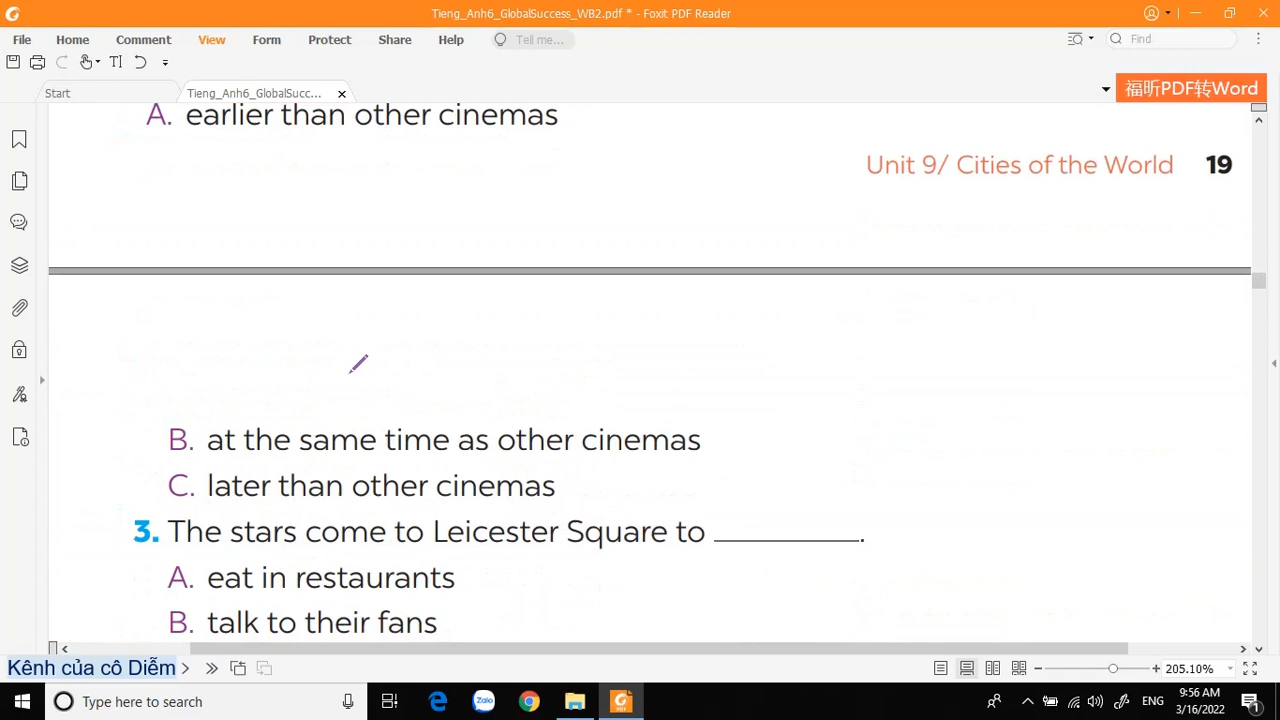 Tieng_Anh6_GlobalSuccess_WB2.pdf * - Foxit PDF Reader
File Home Comment View Form Protect Share Help Tell me... Find
Start Tieng_Anh6_GlobalSucc... 福昕PDF转Word
A. earlier than other cinemas
Unit 9/ Cities of the World 19
B. at the same time as other cinemas
C. later than other cinemas
3. The stars come to Leicester Square to __________.
A. eat in restaurants
B. talk to their fans
Kênh của cô Diễm 205.10%
Type here to search Zalo PDF ENG 9:56 AM
3/16/2022 1